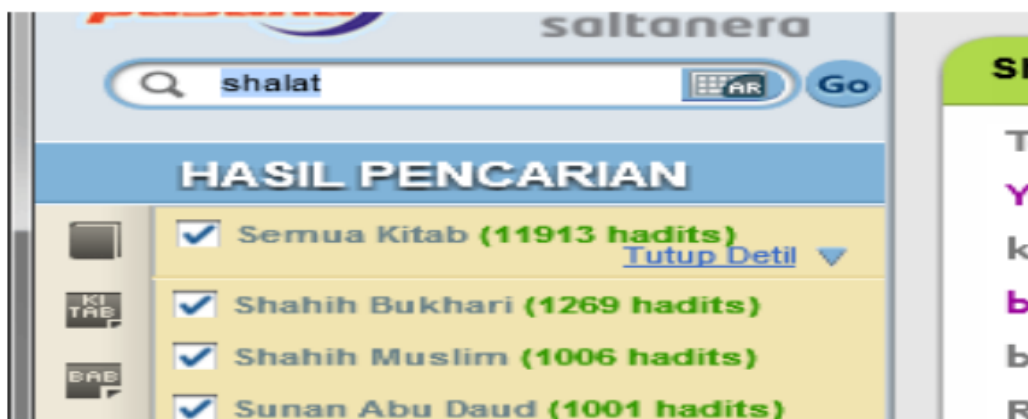 saltanera
shalat
AR
Go
HASIL PENCARIAN
Semua Kitab (11913 hadits)
Tutup Detil
KI
TAB
Shahih Bukhari (1269 hadits)
Shahih Muslim (1006 hadits)
BAB
Sunan Abu Daud (1001 hadits)